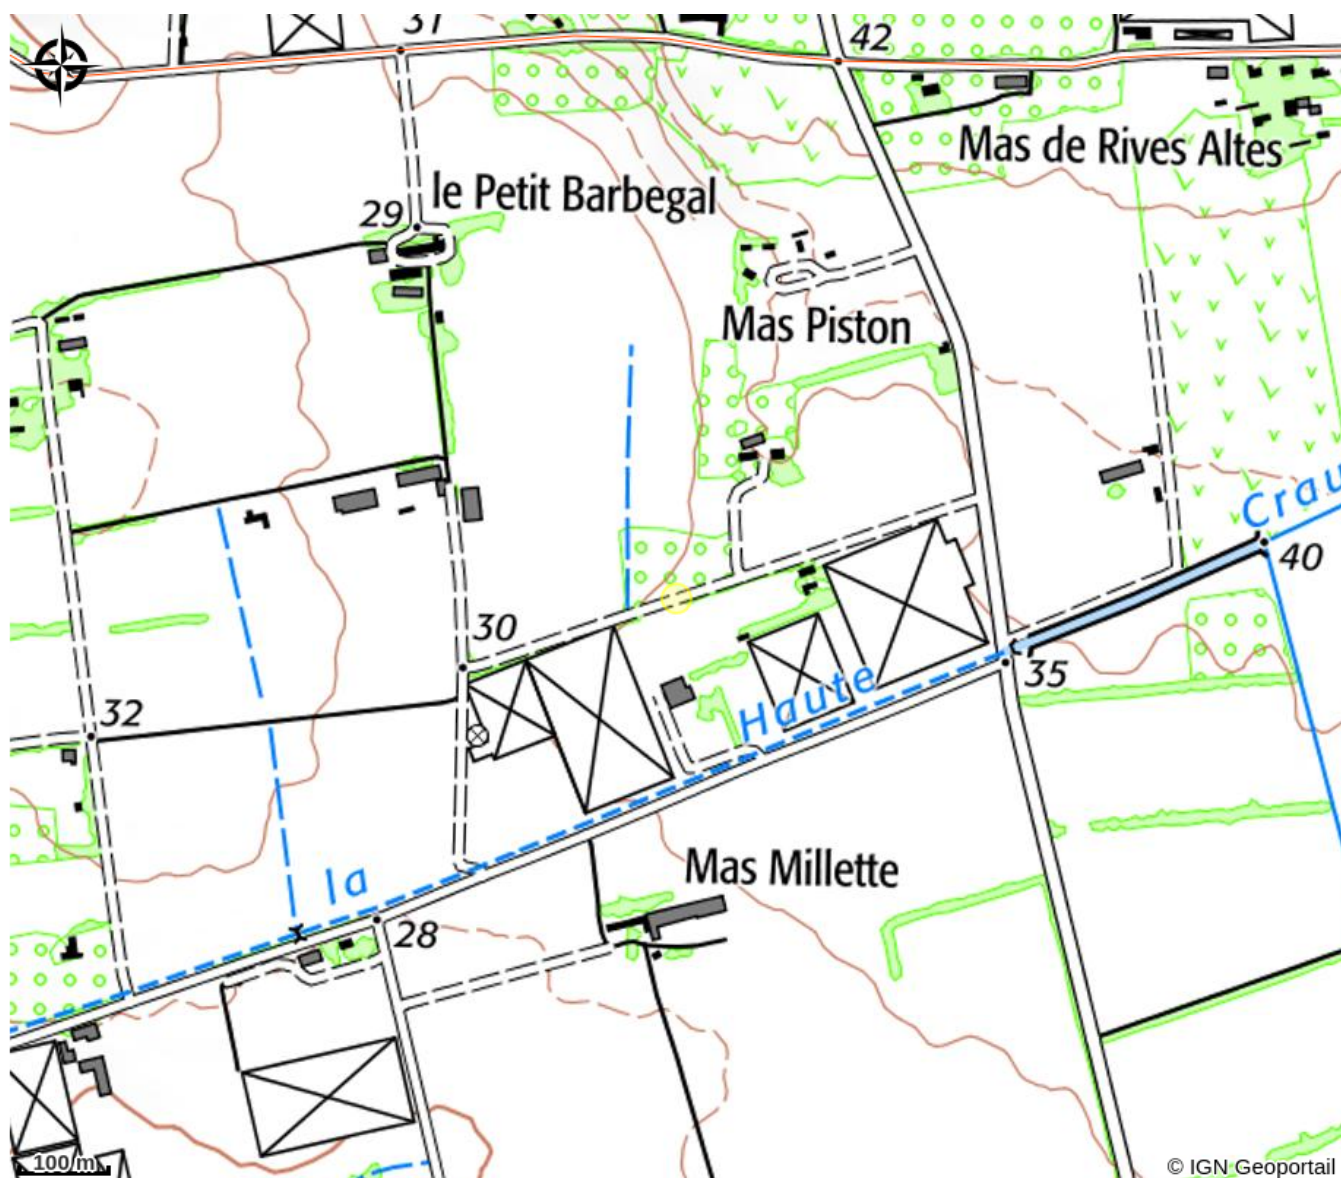 31
42
Mas de Rives Altes
le Petit Barbegal
29
Mas Piston
Crau
40
30
35
Haute
32
la
Mas Millette
28
100 m
© IGN Geoportail